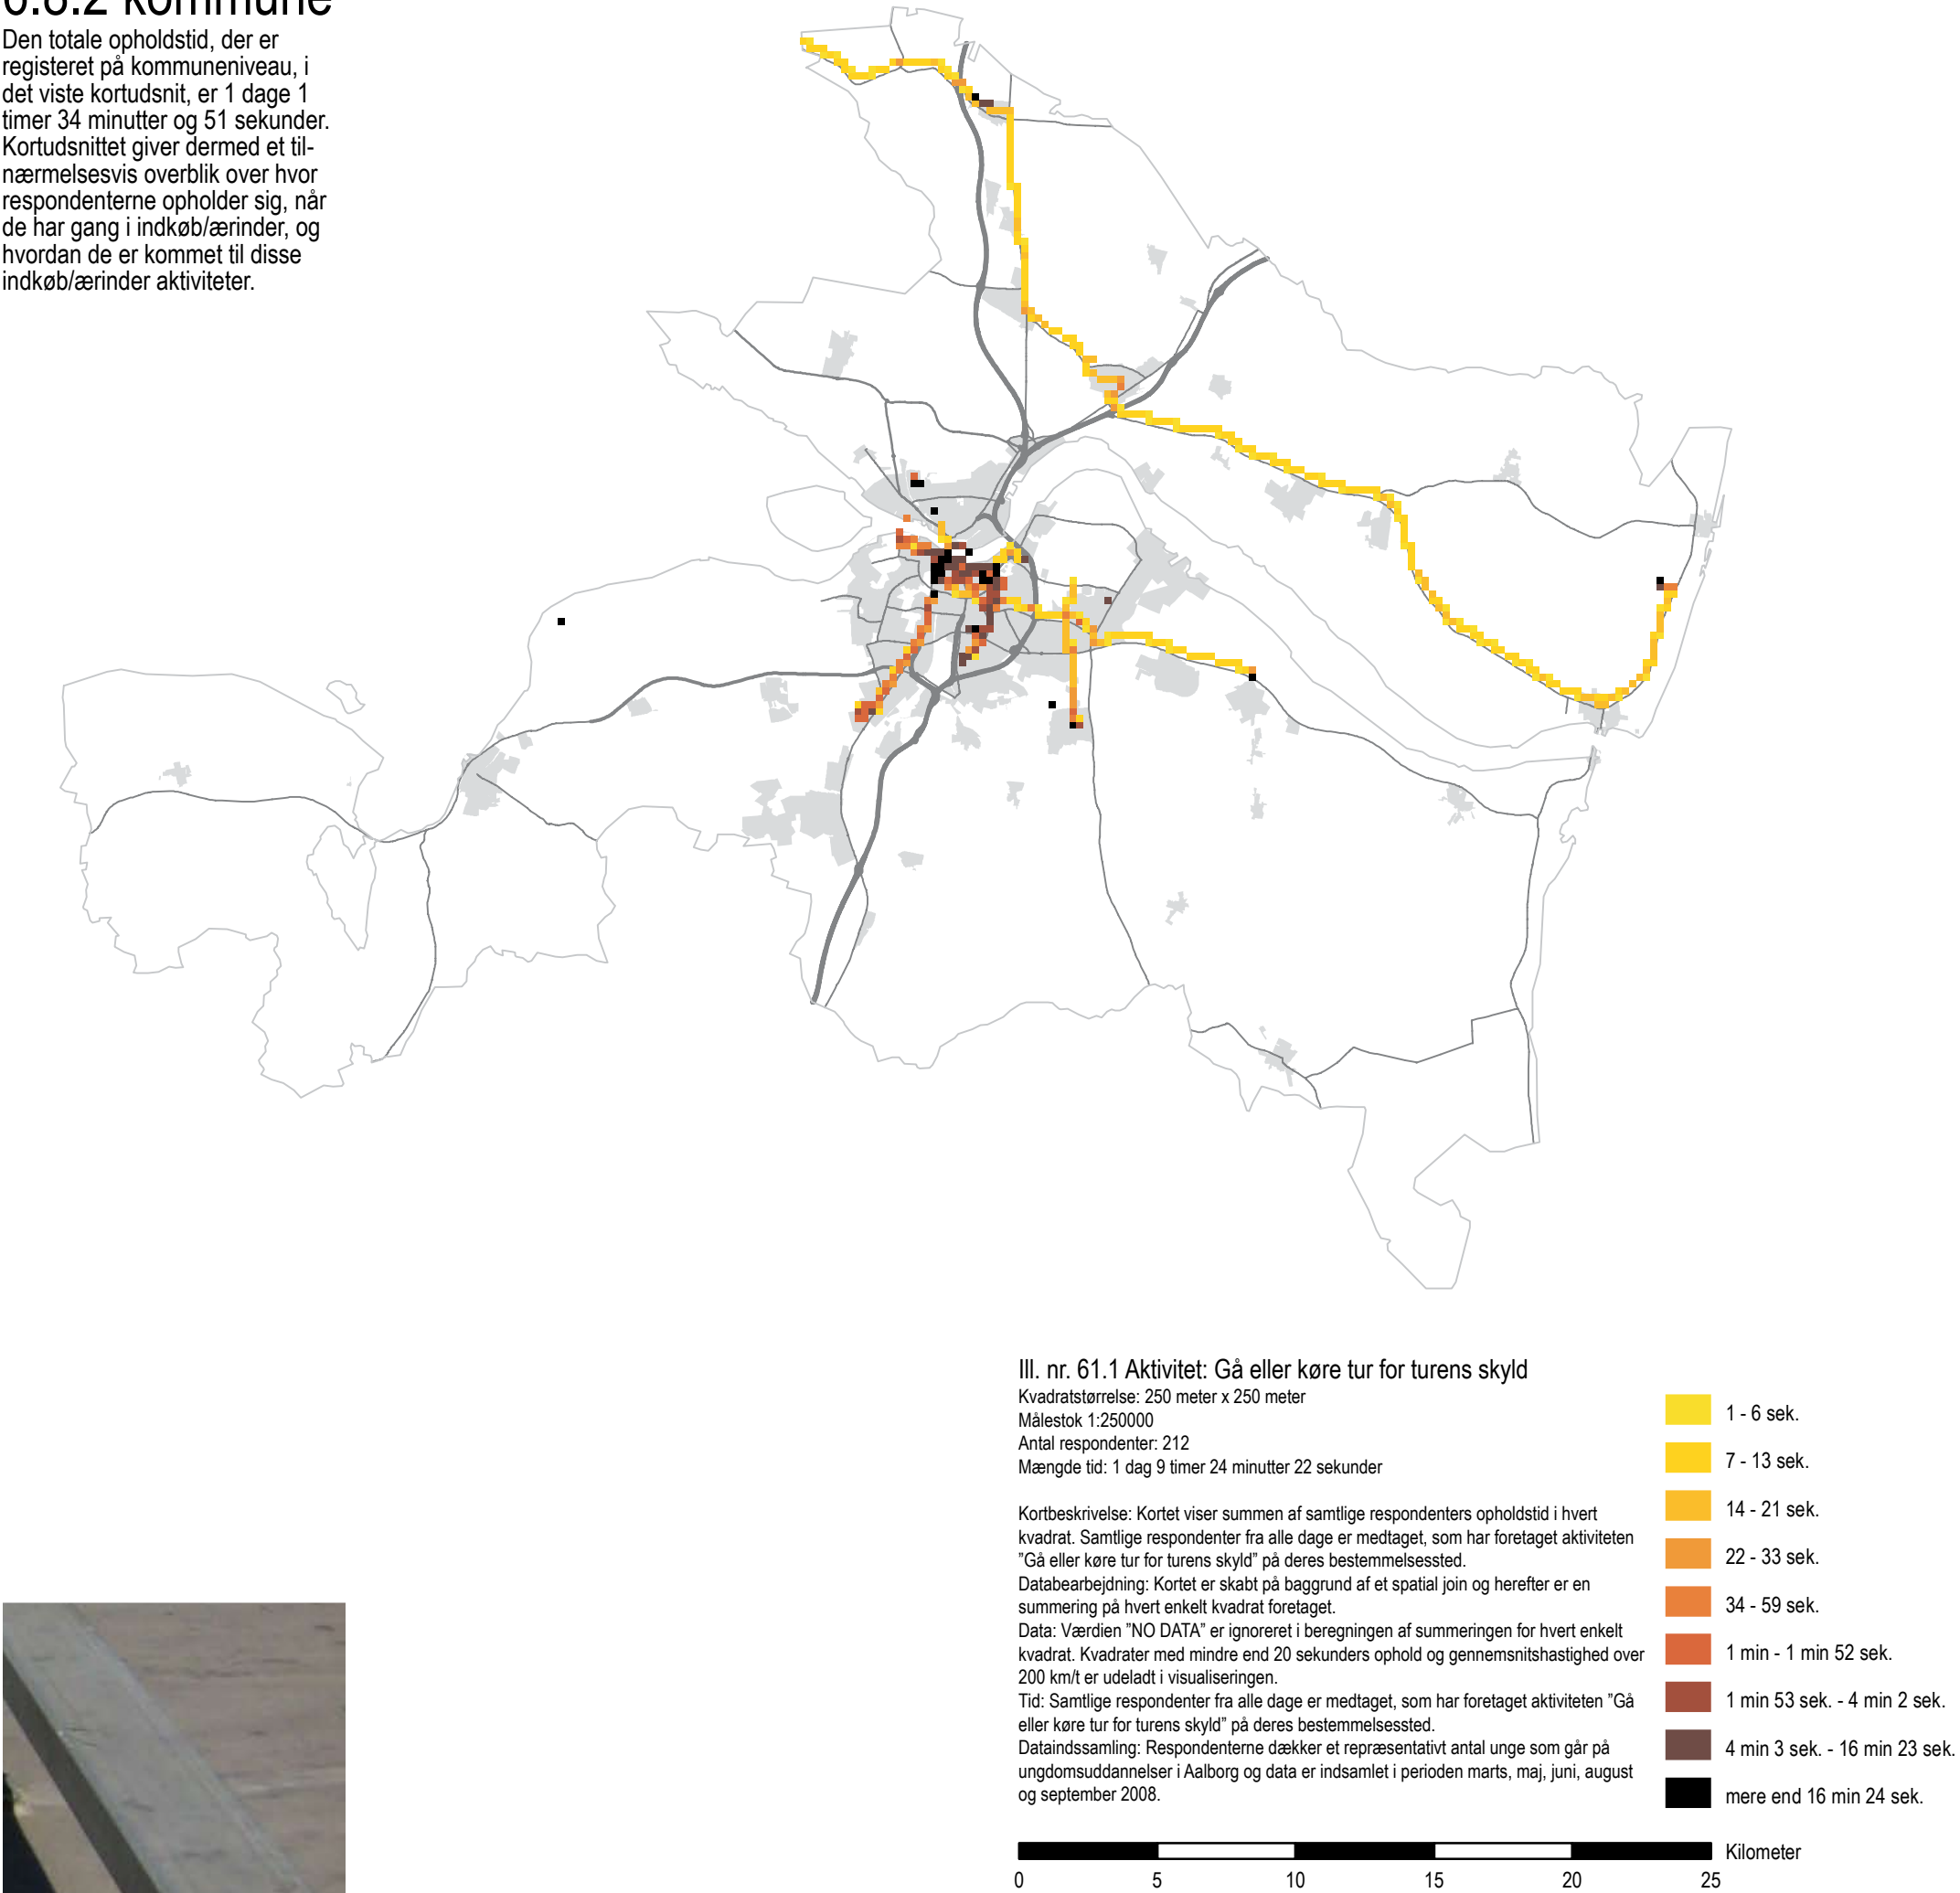 6.8.2 kommune
Den totale opholdstid, der er
registeret på kommuneniveau, i
det viste kortudsnit, er 1 dage 1
timer 34 minutter og 51 sekunder.
Kortudsnittet giver dermed et til-
nærmelsesvis overblik over hvor
respondenterne opholder sig, når
de har gang i indkøb/ærinder, og
hvordan de er kommet til disse
indkøb/ærinder aktiviteter.
Ill. nr. 61.1 Aktivitet: Gå eller køre tur for turens skyld
Kvadratstørrelse: 250 meter x 250 meter
Målestok 1:250000
Antal respondenter: 212
Mængde tid: 1 dag 9 timer 24 minutter 22 sekunder
Kortbeskrivelse: Kortet viser summen af samtlige respondenters opholdstid i hvert
kvadrat. Samtlige respondenter fra alle dage er medtaget, som har foretaget aktiviteten
”Gå eller køre tur for turens skyld” på deres bestemmelsessted.
Databearbejdning: Kortet er skabt på baggrund af et spatial join og herefter er en
summering på hvert enkelt kvadrat foretaget.
Data: Værdien ”NO DATA” er ignoreret i beregningen af summeringen for hvert enkelt
kvadrat. Kvadrater med mindre end 20 sekunders ophold og gennemsnitshastighed over
200 km/t er udeladt i visualiseringen.
Tid: Samtlige respondenter fra alle dage er medtaget, som har foretaget aktiviteten ”Gå
eller køre tur for turens skyld” på deres bestemmelsessted.
Dataindssamling: Respondenterne dækker et repræsentativt antal unge som går på
ungdomsuddannelser i Aalborg og data er indsamlet i perioden marts, maj, juni, august
og september 2008.
1 - 6 sek.
7 - 13 sek.
14 - 21 sek.
22 - 33 sek.
34 - 59 sek.
1 min - 1 min 52 sek.
1 min 53 sek. - 4 min 2 sek.
4 min 3 sek. - 16 min 23 sek.
mere end 16 min 24 sek.
Kilometer
0 5 10 15 20 25